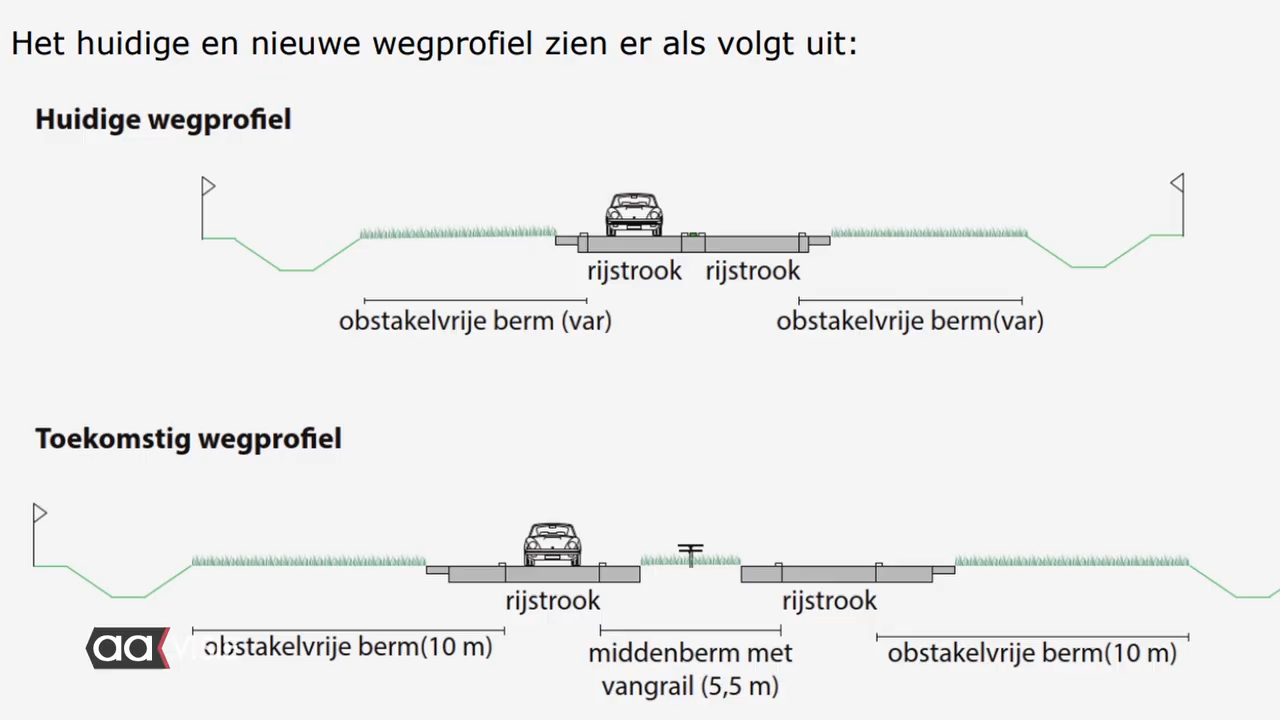 Het huidige en nieuwe wegprofiel zien er als volgt uit:
Huidige wegprofiel
rijstrook rijstrook
obstakelvrije berm (var) obstakelvrije berm(var)
Toekomstig wegprofiel
rijstrook rijstrook
obstakelvrije berm(10 m) middenberm met vangrail (5,5 m) obstakelvrije berm(10 m)
aa